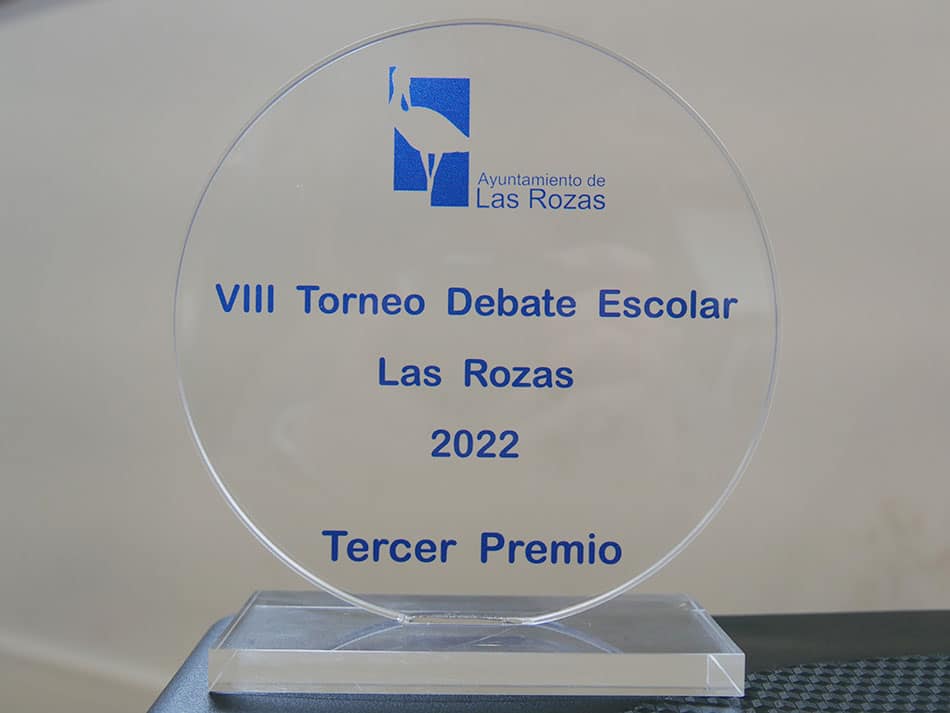 Ayuntamiento de
Las Rozas
VIII Torneo Debate Escolar
Las Rozas
2022
Tercer Premio